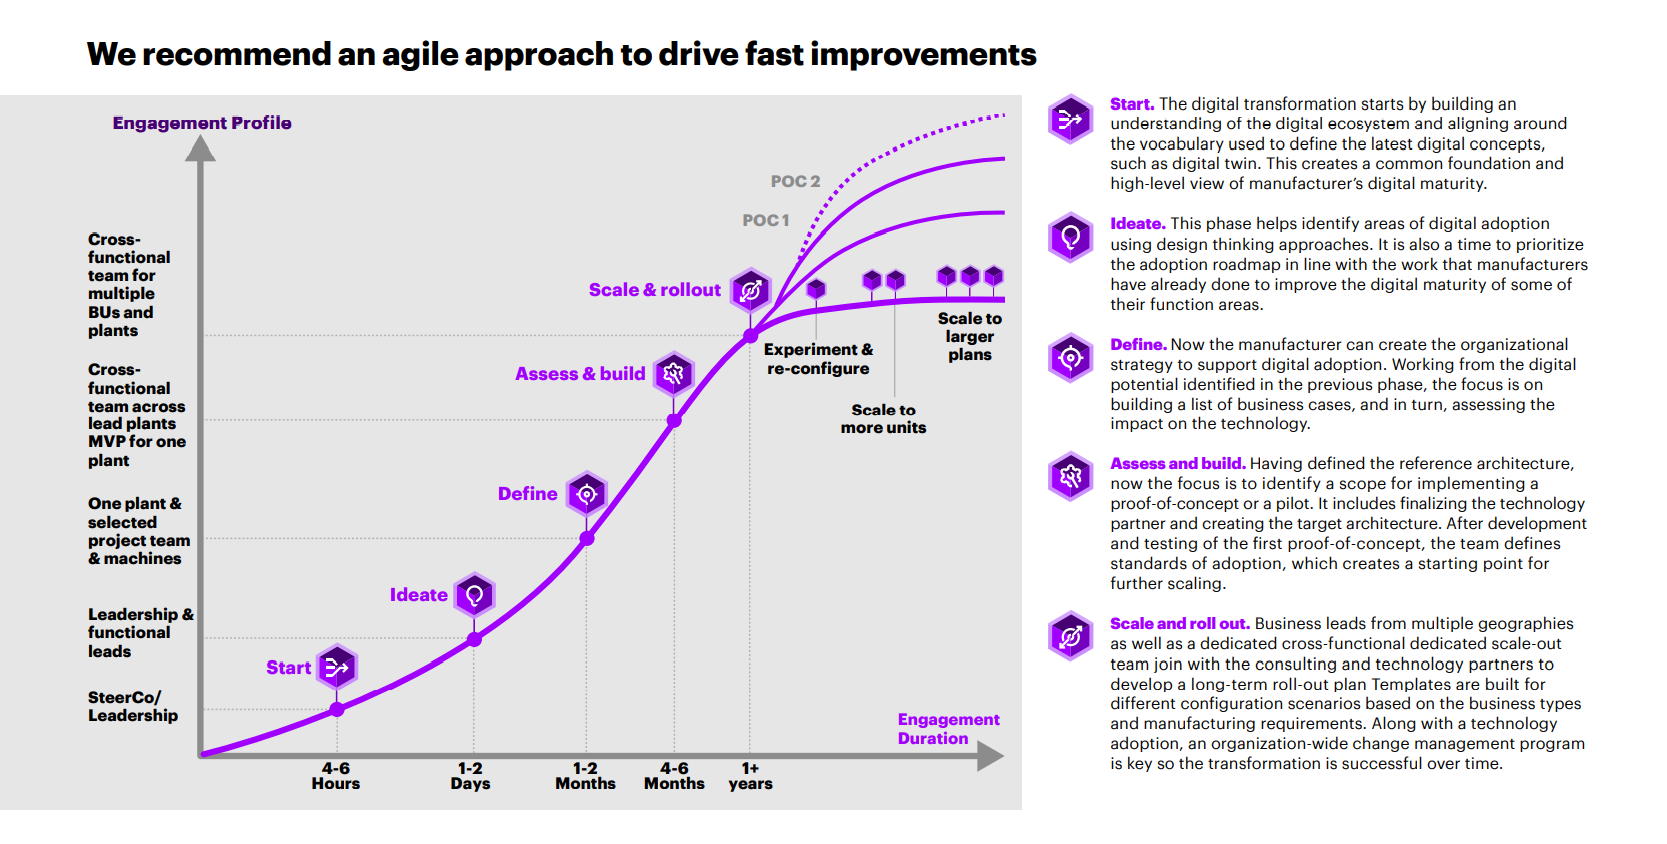 We recommend an agile approach to drive fast improvements
Engagement Profile
Cross-
functional
team for
multiple
BUs and
plants
Cross-
functional
team across
lead plants
MVP for one
plant
One plant &
selected
project team
& machines
Leadership &
functional
leads
SteerCo/
Leadership
Start
Ideate
Define
Assess & build
Scale & rollout
POC 2
POC 1
Experiment &
re-configure
Scale to
more units
Scale to
larger
plans
Engagement
Duration
4-6
Hours
1-2
Days
1-2
Months
4-6
Months
1+
years
Start. The digital transformation starts by building an
understanding of the digital ecosystem and aligning around
the vocabulary used to define the latest digital concepts,
such as digital twin. This creates a common foundation and
high-level view of manufacturer’s digital maturity.
Ideate. This phase helps identify areas of digital adoption
using design thinking approaches. It is also a time to prioritize
the adoption roadmap in line with the work that manufacturers
have already done to improve the digital maturity of some of
their function areas.
Define. Now the manufacturer can create the organizational
strategy to support digital adoption. Working from the digital
potential identified in the previous phase, the focus is on
building a list of business cases, and in turn, assessing the
impact on the technology.
Assess and build. Having defined the reference architecture,
now the focus is to identify a scope for implementing a
proof-of-concept or a pilot. It includes finalizing the technology
partner and creating the target architecture. After development
and testing of the first proof-of-concept, the team defines
standards of adoption, which creates a starting point for
further scaling.
Scale and roll out. Business leads from multiple geographies
as well as a dedicated cross-functional dedicated scale-out
team join with the consulting and technology partners to
develop a long-term roll-out plan Templates are built for
different configuration scenarios based on the business types
and manufacturing requirements. Along with a technology
adoption, an organization-wide change management program
is key so the transformation is successful over time.